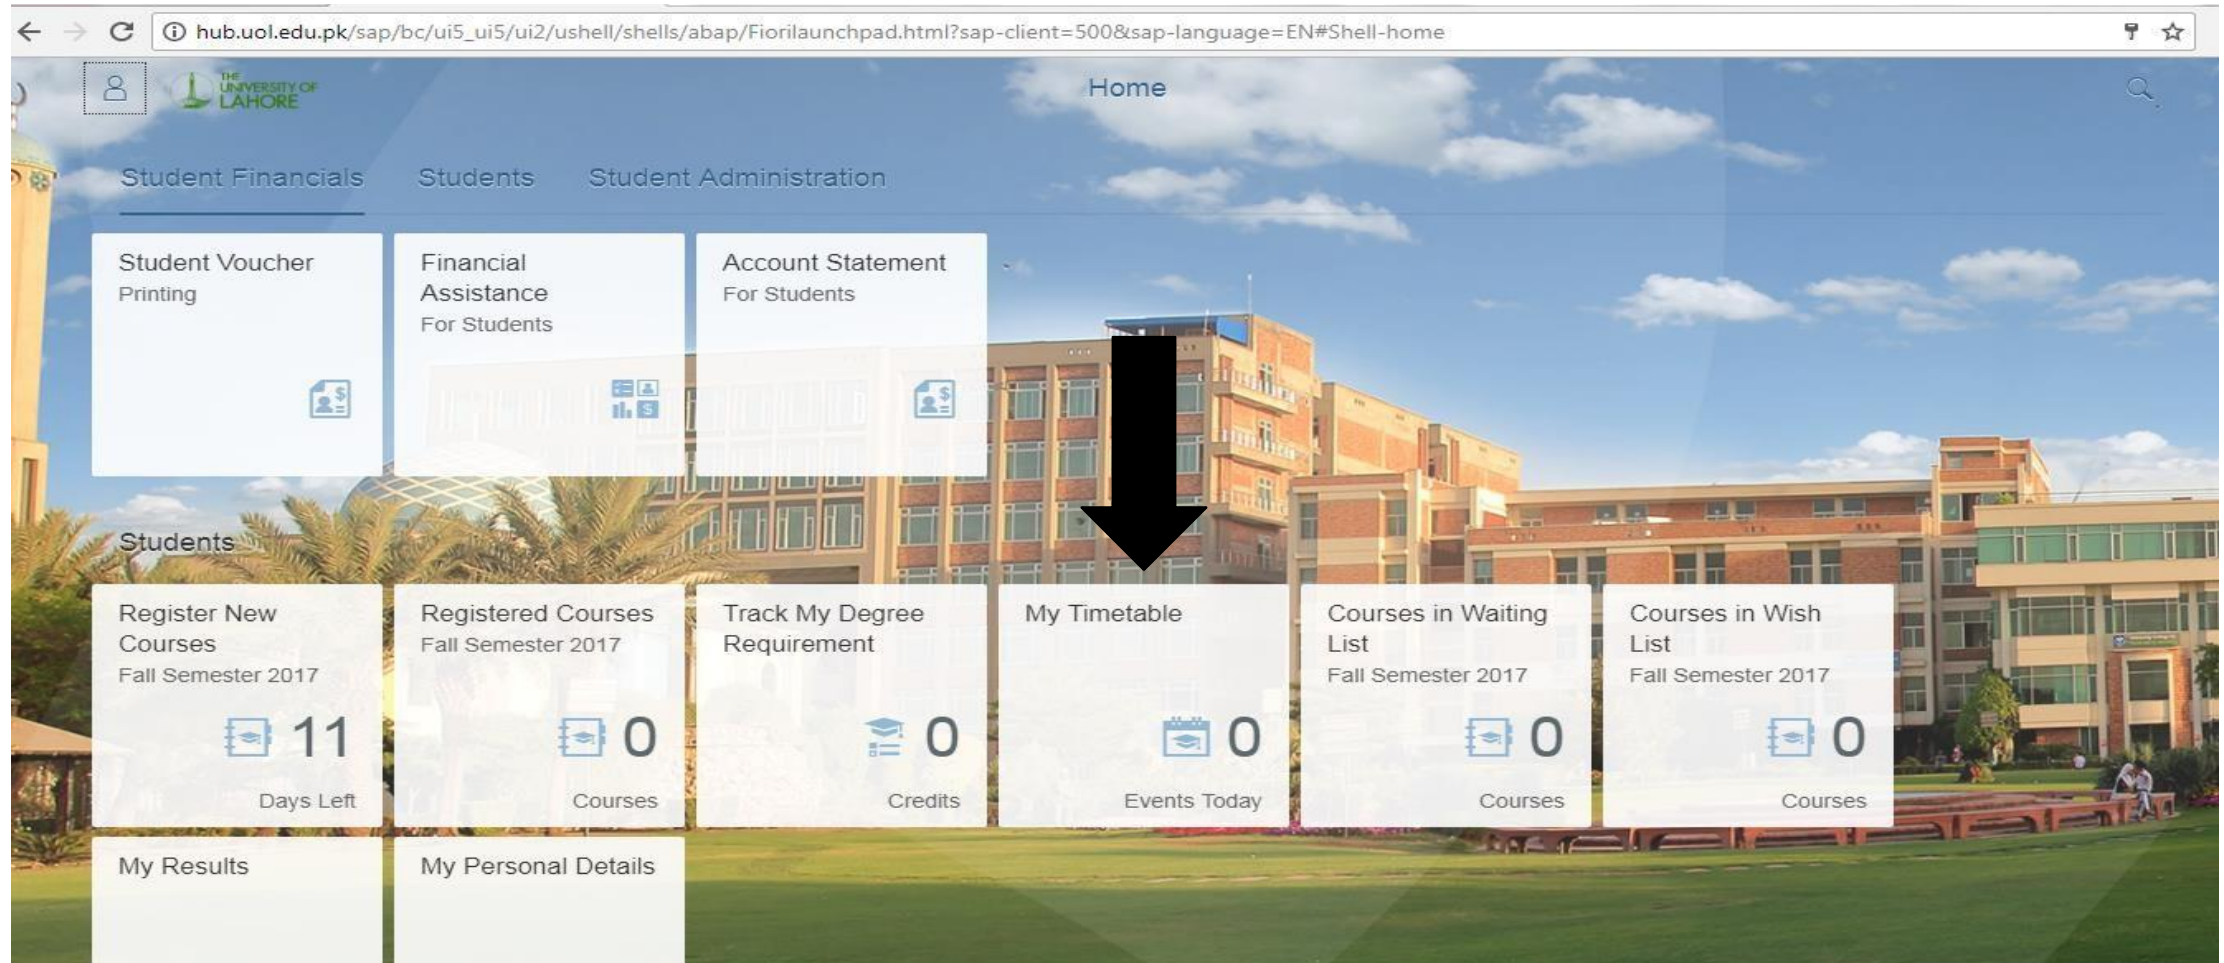 hub.uol.edu.pk/sap/bc/ui5_ui5/ui2/ushell/shells/abap/Fiorilaunchpad.html?sap-client=500&sap-language=EN#Shell-home
THE
UNIVERSITY OF
LAHORE
Home
Student Financials
Students
Student Administration
Student Voucher
Printing
Financial
Assistance
For Students
Account Statement
For Students
Students
Register New
Courses
Fall Semester 2017
11
Days Left
Registered Courses
Fall Semester 2017
0
Courses
Track My Degree
Requirement
0
Credits
My Timetable
0
Events Today
Courses in Waiting
List
Fall Semester 2017
0
Courses
Courses in Wish
List
Fall Semester 2017
0
Courses
My Results
My Personal Details